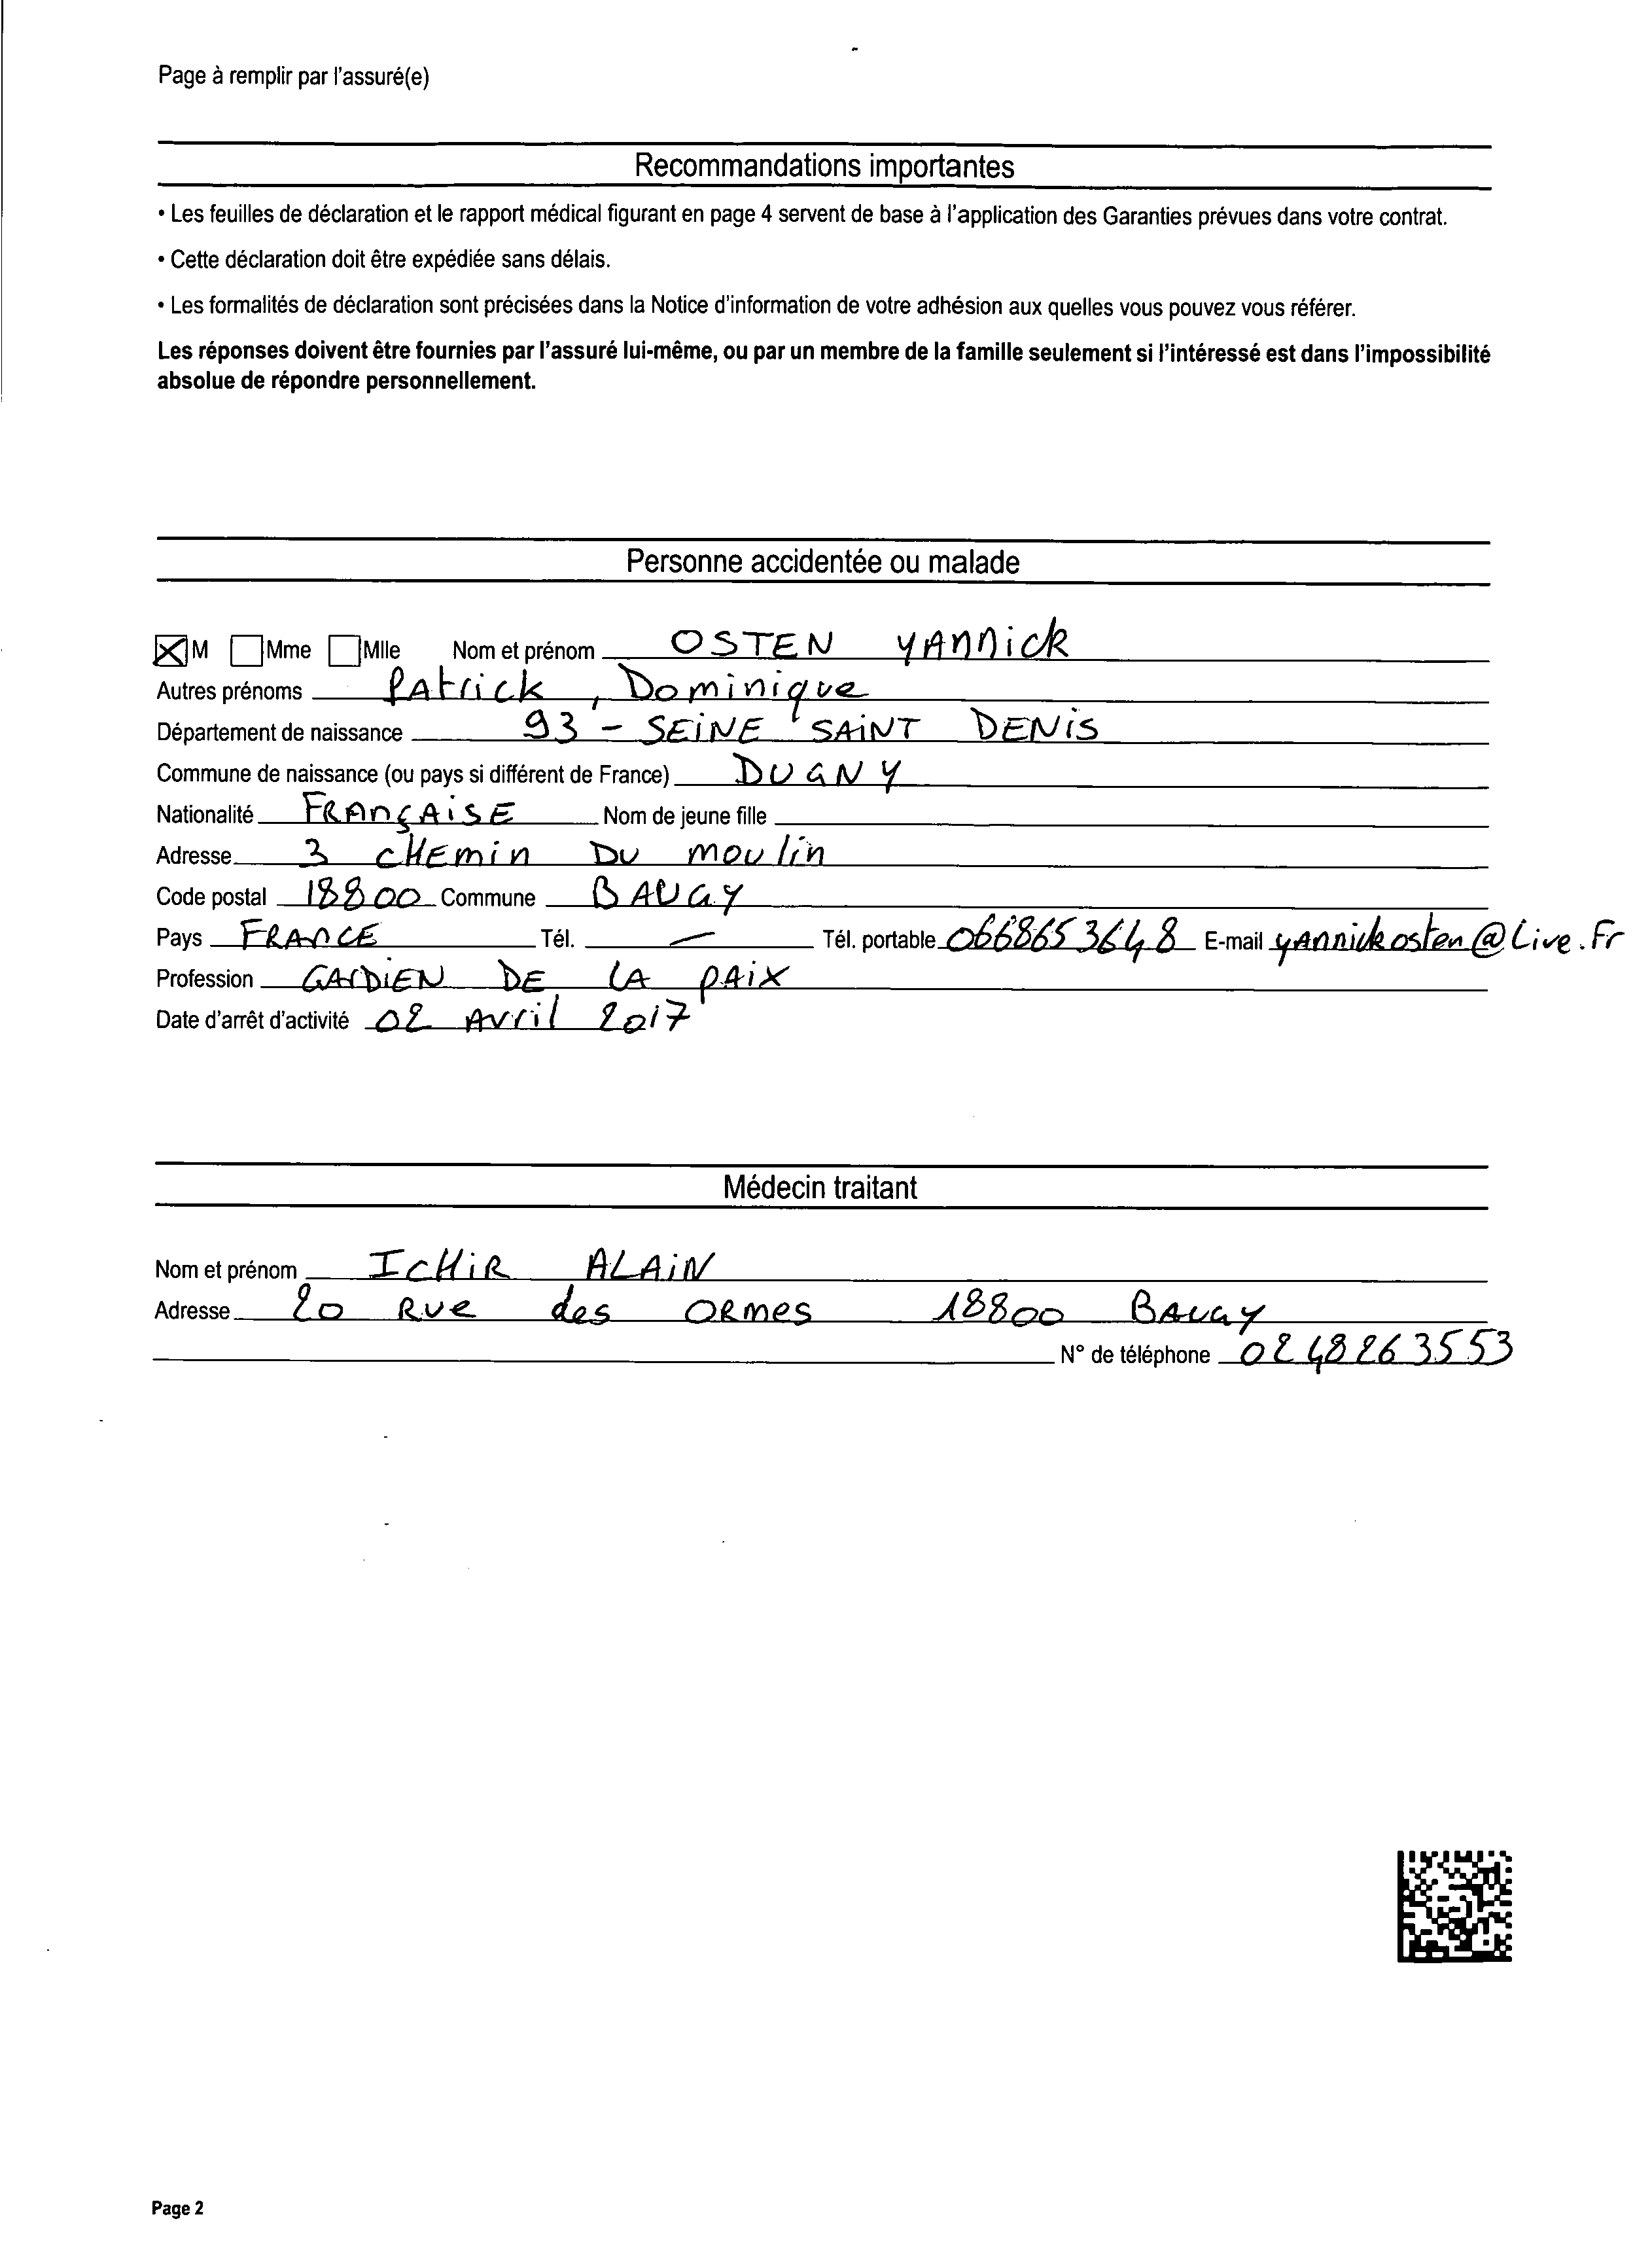 Page à remplir par l'assuré(e)
Recommandations importantes
• Les feuilles de déclaration et le rapport médical figurant en page 4 servent de base à l'application des Garanties prévues dans votre contrat.
• Cette déclaration doit être expédiée sans délais.
• Les formalités de déclaration sont précisées dans la Notice d'information de votre adhésion aux quelles vous pouvez vous référer.
Les réponses doivent être fournies par l'assuré lui-même, ou par un membre de la famille seulement si l'intéressé est dans l'impossibilité
absolue de répondre personnellement.
Personne accidentée ou malade
M Mme Mlle Nom et prénom OSTEN YANNICK
Autres prénoms PAtrick, Dominique
Département de naissance 93 - SEINE SAINT DENIS
Commune de naissance (ou pays si différent de France) DUGNY
Nationalité FRANÇAISE Nom de jeune fille
Adresse 3 CHEmin DU moulin
Code postal 18800 Commune BAUGY
Pays FRANCE Tél. — Tél. portable 0668653648 E-mail yannickosten@Live.Fr
Profession GARDIEN DE LA PAIX
Date d'arrêt d'activité 02 Avril 2017
Médecin traitant
Nom et prénom ICHIR ALAIN
Adresse 20 RUe des ORmes 18800 BAUGY
N° de téléphone 0248263553
Page 2